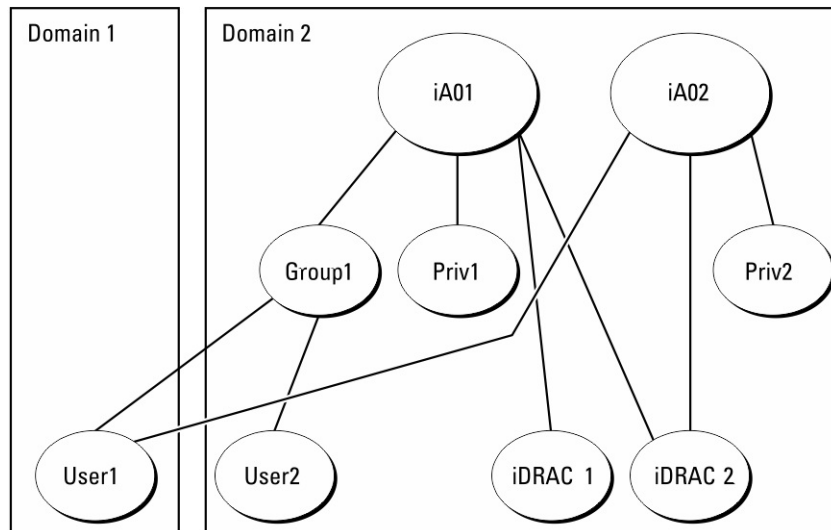 Domain 1
Domain 2
iA01
iA02
Group1
Priv1
Priv2
User1
User2
iDRAC 1
iDRAC 2